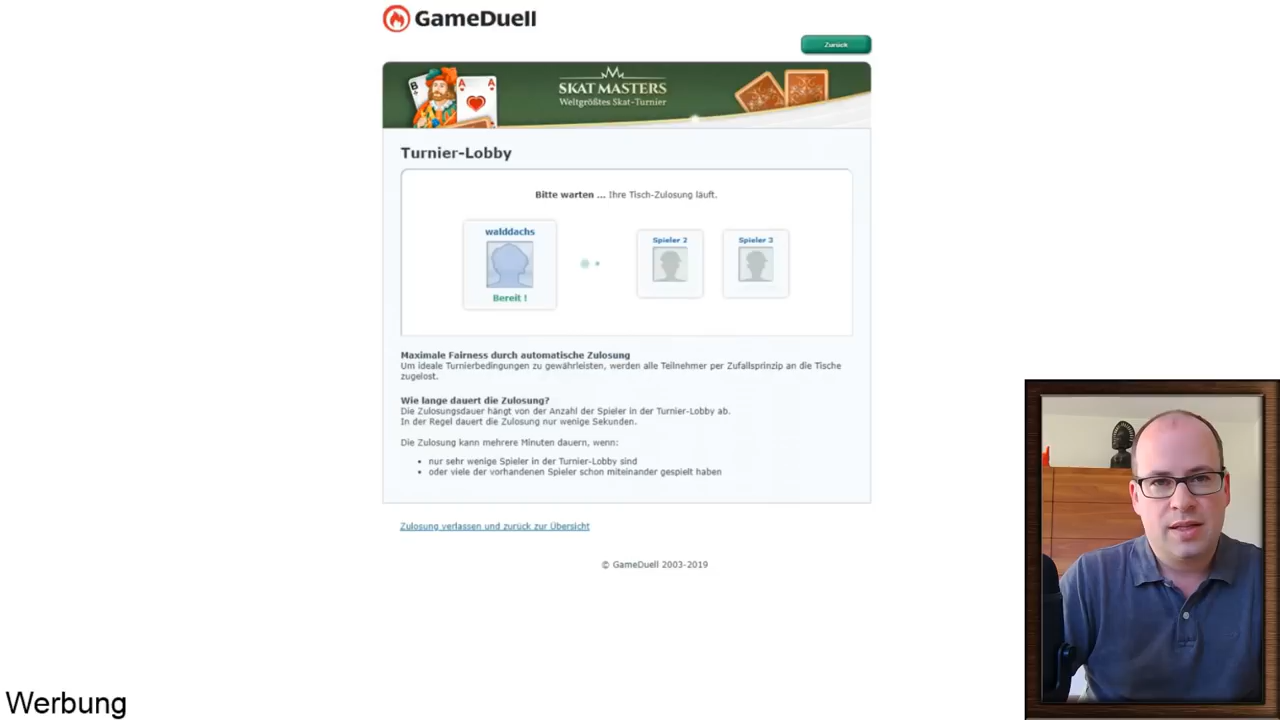 GameDuell
Zurück
B A A
SKAT MASTERS
Weltgrößtes Skat-Turnier
Turnier-Lobby
Bitte warten ... Ihre Tisch-Zulosung läuft.
walddachs
Bereit !
Spieler 2
Spieler 3
Maximale Fairness durch automatische Zulosung
Um ideale Turnierbedingungen zu gewährleisten, werden alle Teilnehmer per Zufallsprinzip an die Tische
zugelost.
Wie lange dauert die Zulosung?
Die Zulosungsdauer hängt von der Anzahl der Spieler in der Turnier-Lobby ab.
In der Regel dauert die Zulosung nur wenige Sekunden.
Die Zulosung kann mehrere Minuten dauern, wenn:
• nur sehr wenige Spieler in der Turnier-Lobby sind
• oder viele der vorhandenen Spieler schon miteinander gespielt haben
Zulosung verlassen und zurück zur Übersicht
© GameDuell 2003-2019
Werbung